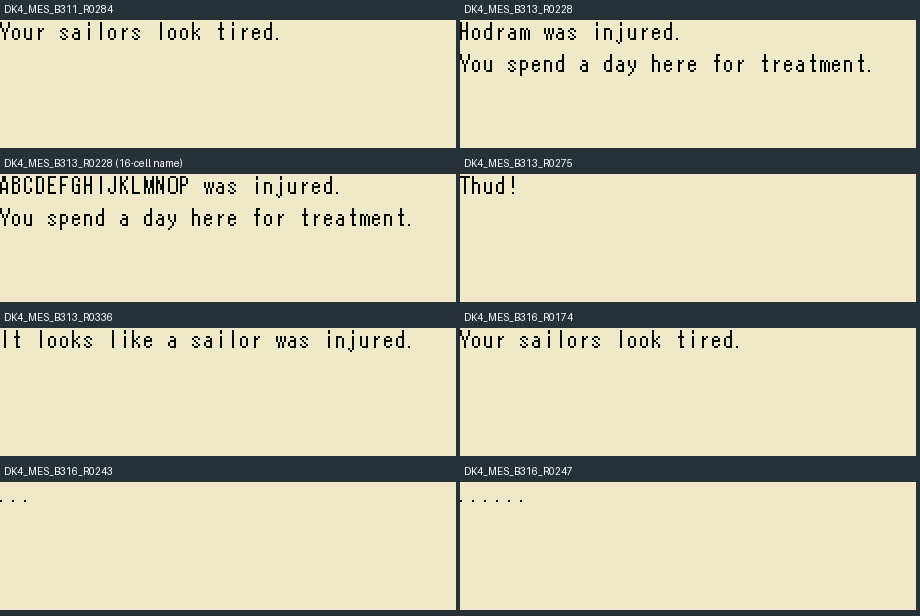 DK4_MES_B311_R0284
Your sailors look tired.
DK4_MES_B313_R0228
Hodram was injured.
You spend a day here for treatment.
DK4_MES_B313_R0228 (16-cell name)
ABCDEFGHIJKLMNOP was injured.
You spend a day here for treatment.
DK4_MES_B313_R0275
Thud!
DK4_MES_B313_R0336
It looks like a sailor was injured.
DK4_MES_B316_R0174
Your sailors look tired.
DK4_MES_B316_R0243
...
DK4_MES_B316_R0247
......